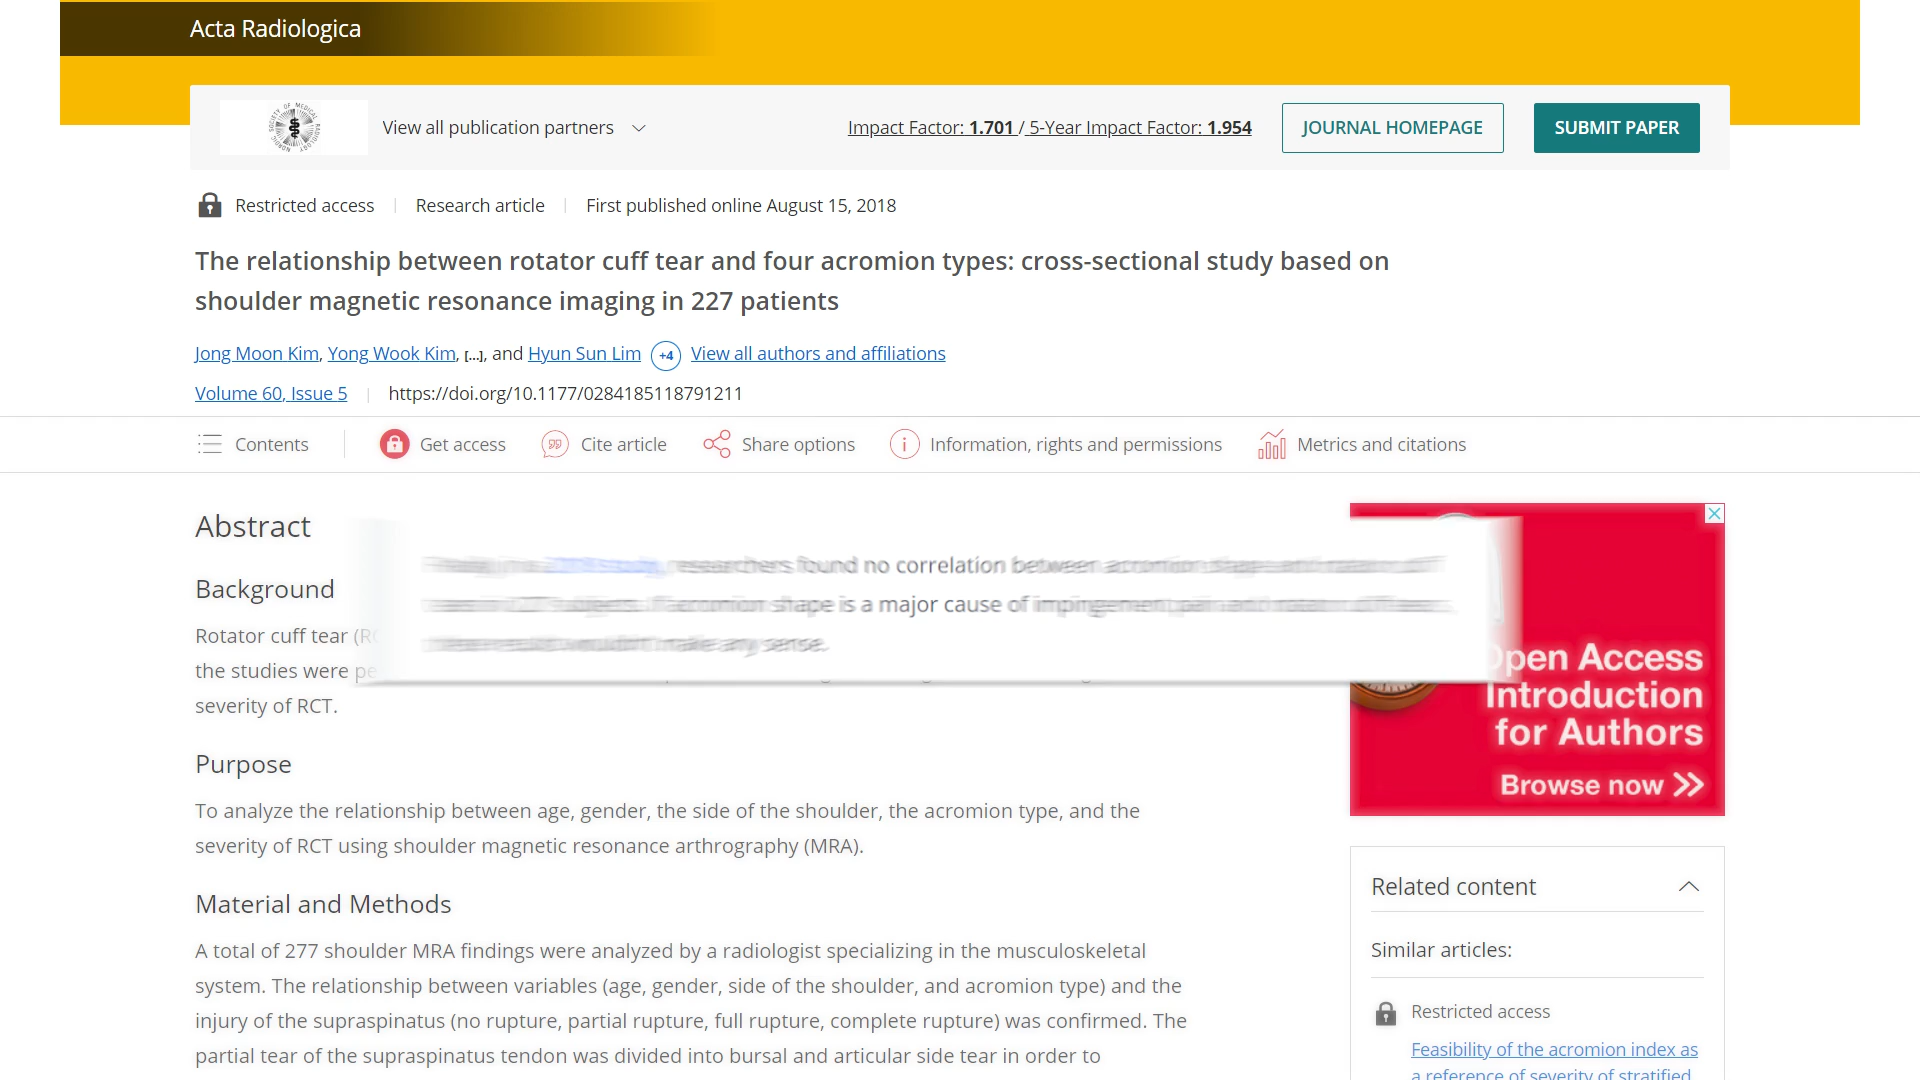 Acta Radiologica
View all publication partners
Impact Factor: 1.701 / 5-Year Impact Factor: 1.954
JOURNAL HOMEPAGE
SUBMIT PAPER
Restricted access
Research article
First published online August 15, 2018
The relationship between rotator cuff tear and four acromion types: cross-sectional study based on
shoulder magnetic resonance imaging in 227 patients
Jong Moon Kim, Yong Wook Kim, [...], and Hyun Sun Lim +4 View all authors and affiliations
Volume 60, Issue 5
https://doi.org/10.1177/0284185118791211
Contents
Get access
Cite article
Share options
Information, rights and permissions
Metrics and citations
Abstract
researchers found no correlation between acromion
Background
shape is a major cause of impingement
Rotator cuff tear
make any sense.
the studies were
severity of RCT.
Open Access
Introduction
for Authors
Browse now
Purpose
To analyze the relationship between age, gender, the side of the shoulder, the acromion type, and the
severity of RCT using shoulder magnetic resonance arthrography (MRA).
Material and Methods
A total of 277 shoulder MRA findings were analyzed by a radiologist specializing in the musculoskeletal
system. The relationship between variables (age, gender, side of the shoulder, and acromion type) and the
injury of the supraspinatus (no rupture, partial rupture, full rupture, complete rupture) was confirmed. The
partial tear of the supraspinatus tendon was divided into bursal and articular side tear in order to
Related content
Similar articles:
Restricted access
Feasibility of the acromion index as
a reference of severity of stratified